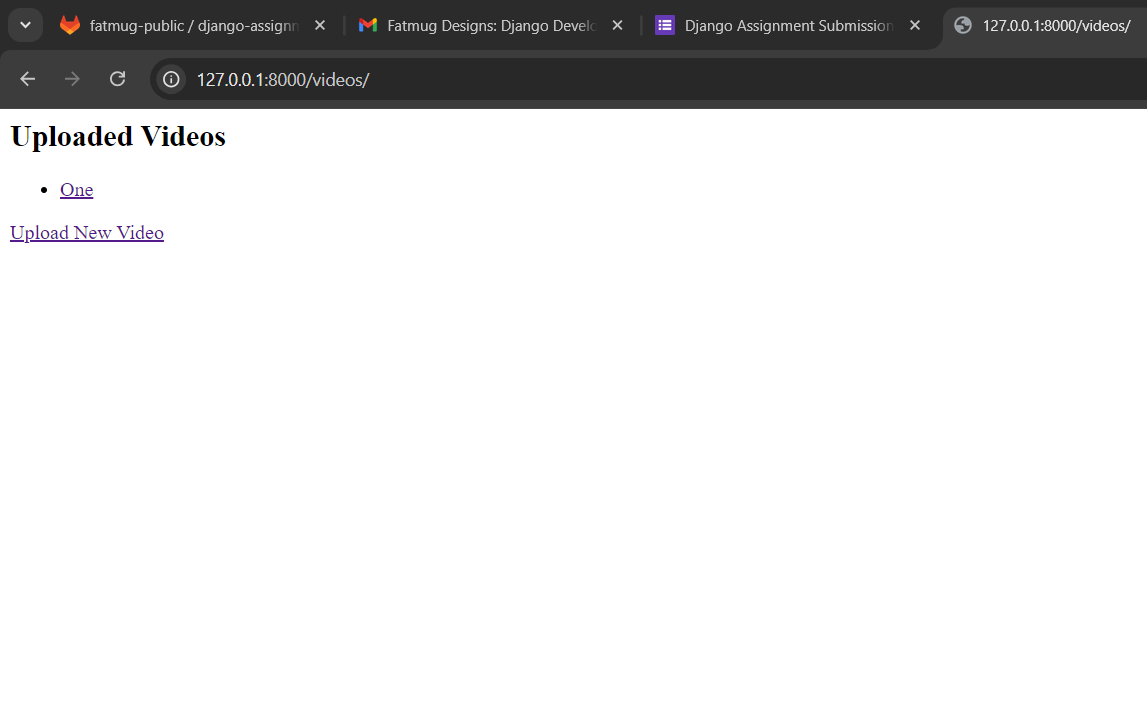 fatmug-public / django-assignn
Fatmug Designs: Django Develo
Django Assignment Submission
127.0.0.1:8000/videos/
127.0.0.1:8000/videos/
Uploaded Videos
One
Upload New Video